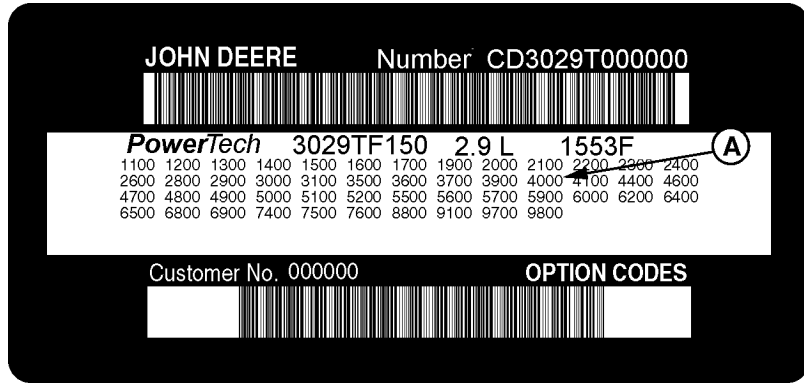 JOHN DEERE Number CD3029T000000
PowerTech 3029TF150 2.9 L 1553F A
1100 1200 1300 1400 1500 1600 1700 1900 2000 2100 2200 2300 2400
2600 2800 2900 3000 3100 3500 3600 3700 3900 4000 4100 4400 4600
4700 4800 4900 5000 5100 5200 5500 5600 5700 5900 6000 6200 6400
6500 6800 6900 7400 7500 7600 8800 9100 9700 9800
Customer No. 000000 OPTION CODES